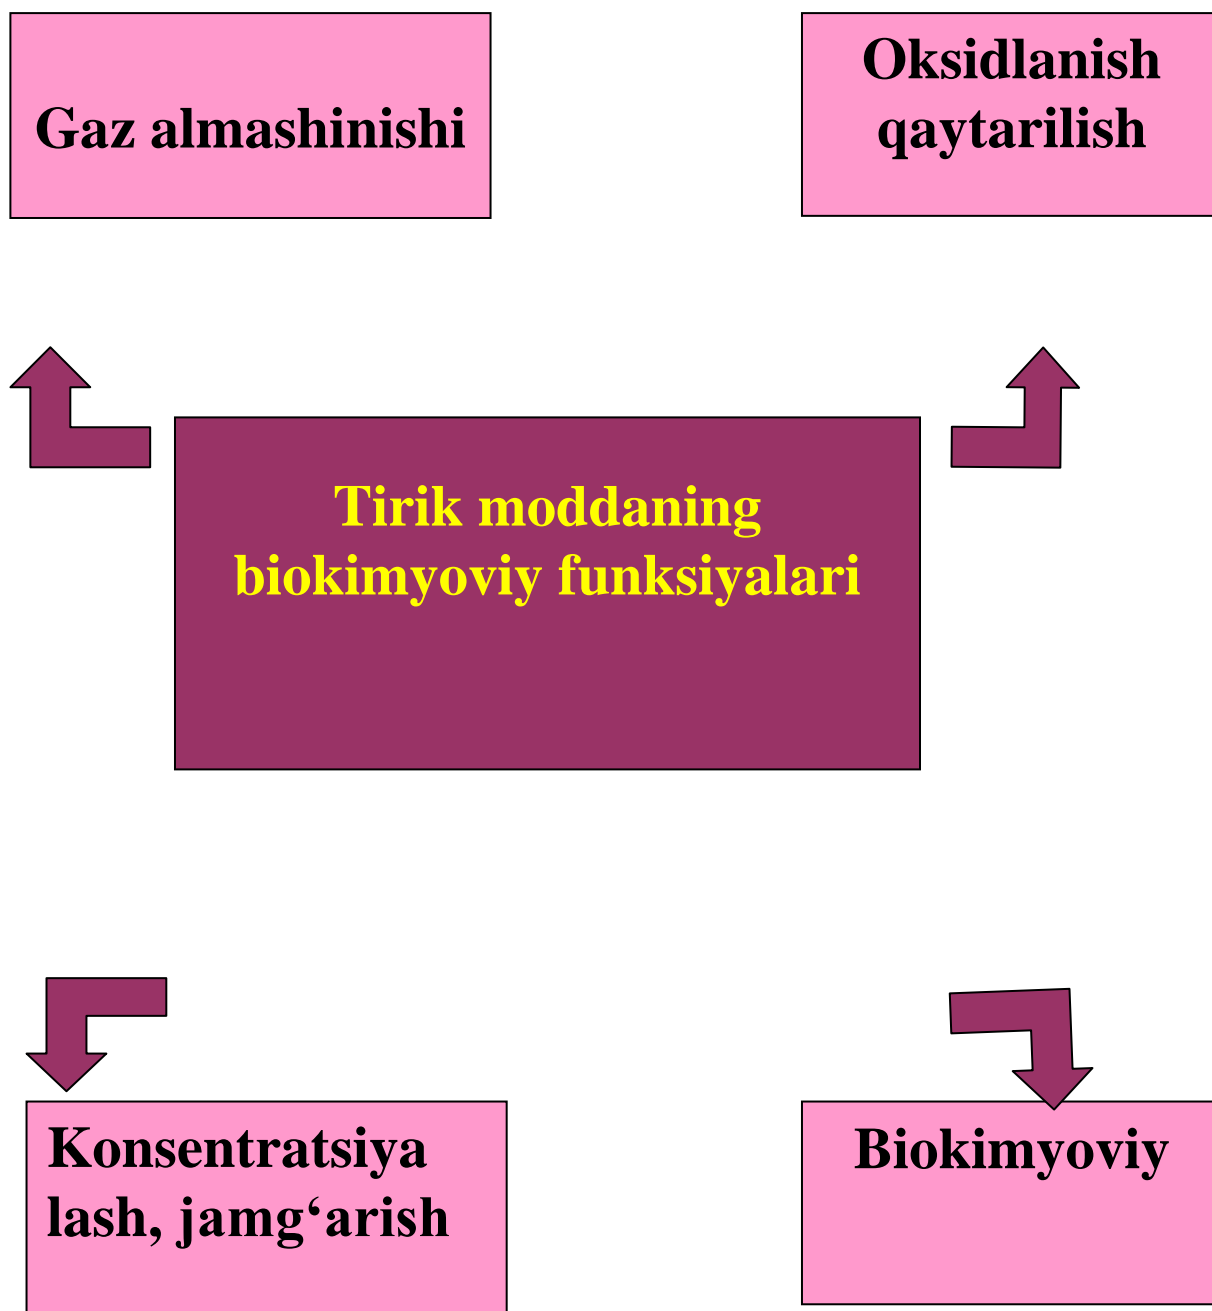 Gaz almashinishi
Oksidlanish
qaytarilish
Tirik moddaning
biokimyoviy funksiyalari
Konsentratsiya
lash, jamg‘arish
Biokimyoviy